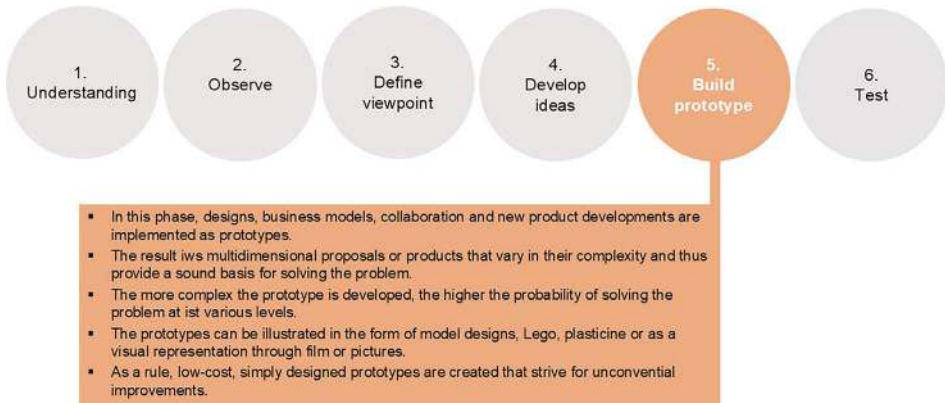 1.
Understanding
2.
Observe
3.
Define
viewpoint
4.
Develop
ideas
5.
Build
prototype
6.
Test
▪ In this phase, designs, business models, collaboration and new product developments are
implemented as prototypes.
▪ The result iws multidimensional proposals or products that vary in their complexity and thus
provide a sound basis for solving the problem.
▪ The more complex the prototype is developed, the higher the probability of solving the
problem at ist various levels.
▪ The prototypes can be illustrated in the form of model designs, Lego, plasticine or as a
visual representation through film or pictures.
▪ As a rule, low-cost, simply designed prototypes are created that strive for unconvential
improvements.